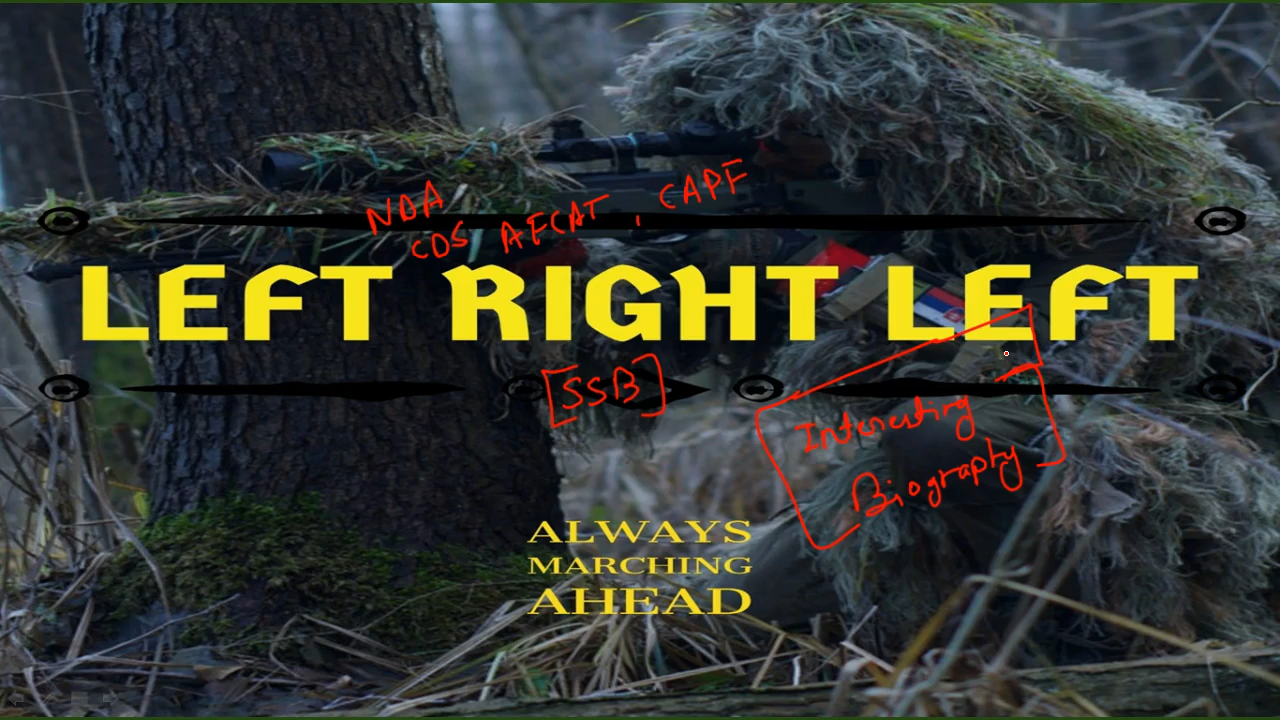 NDA
CDS AFCAT, CAPF
LEFT RIGHT LEFT
[SSB]
Interesting
Biography
ALWAYS
MARCHING
AHEAD